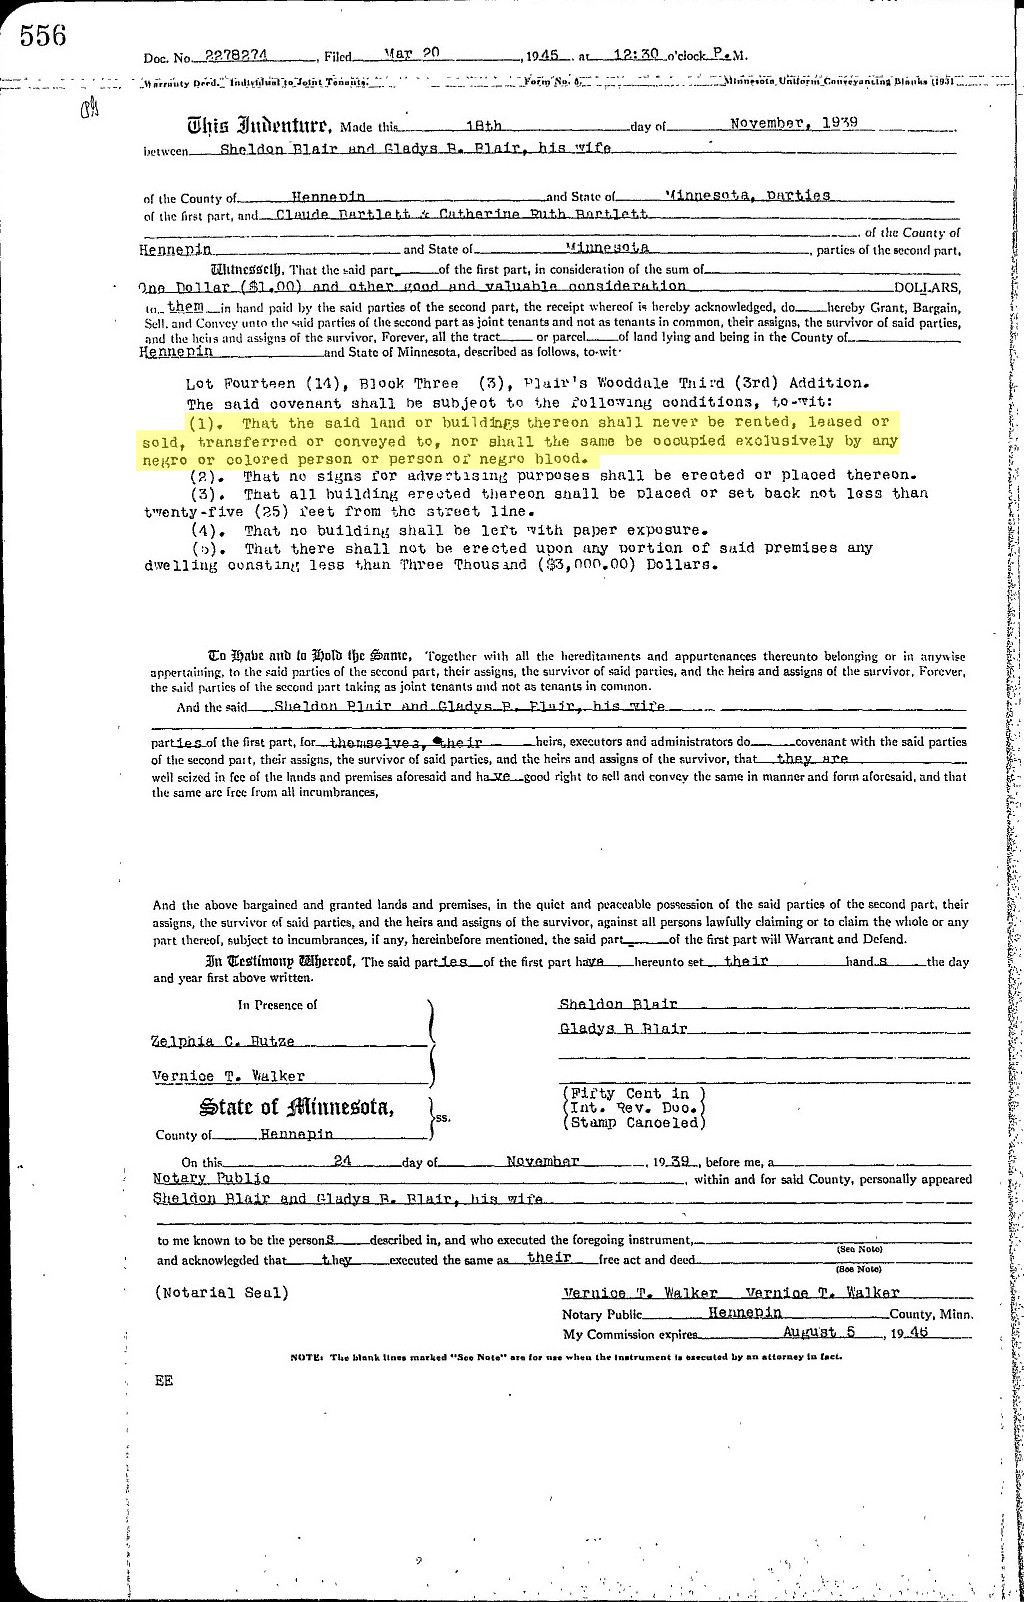 556
Doc. No. 2278274, Filed Mar 20, 1945, at 12:30 o'clock P.M.
Warranty Deed. Individual to Joint Tenants. Form No. Minnesota Uniform Conveyancing Blanks (1931
This Indenture, Made this 18th day of November, 1939
between Sheldon Blair and Gladys B. Blair, his wife
of the County of Hennepin and State of Minnesota, parties
of the first part, and Claude Bartlett & Catherine Ruth Bartlett
, of the County of
Hennepin and State of Minnesota, parties of the second part,
Witnesseth, That the said part of the first part, in consideration of the sum of
One Dollar ($1.00) and other good and valuable consideration DOLLARS,
to them in hand paid by the said parties of the second part, the receipt whereof is hereby acknowledged, do hereby Grant, Bargain,
Sell, and Convey unto the said parties of the second part as joint tenants and not as tenants in common, their assigns, the survivor of said parties,
and the heirs and assigns of the survivor, Forever, all the tract or parcel of land lying and being in the County of
Hennepin and State of Minnesota, described as follows, to-wit:
Lot Fourteen (14), Block Three (3), Blair's Wooddale Third (3rd) Addition.
The said covenant shall be subject to the following conditions, to-wit:
(1). That the said land or buildings thereon shall never be rented, leased or
sold, transferred or conveyed to, nor shall the same be occupied exclusively by any
negro or colored person or person of negro blood.
(2). That no signs for advertising purposes shall be erected or placed thereon.
(3). That all building erected thereon shall be placed or set back not less than
twenty-five (25) feet from the street line.
(4). That no building shall be left with paper exposure.
(5). That there shall not be erected upon any portion of said premises any
dwelling consting less than Three Thousand ($3,000.00) Dollars.
To Have and to Hold the Same, Together with all the hereditaments and appurtenances thereunto belonging or in anywise
appertaining, to the said parties of the second part, their assigns, the survivor of said parties, and the heirs and assigns of the survivor, Forever,
the said parties of the second part taking as joint tenants and not as tenants in common.
And the said Sheldon Blair and Gladys B. Blair, his wife
parties of the first part, for themselves, their heirs, executors and administrators do covenant with the said parties
of the second part, their assigns, the survivor of said parties, and the heirs and assigns of the survivor, that they are
well seized in fee of the lands and premises aforesaid and have good right to sell and convey the same in manner and form aforesaid, and that
the same are free from all incumbrances,
And the above bargained and granted lands and premises, in the quiet and peaceable possession of the said parties of the second part, their
assigns, the survivor of said parties, and the heirs and assigns of the survivor, against all persons lawfully claiming or to claim the whole or any
part thereof, subject to incumbrances, if any, hereinbefore mentioned, the said part of the first part will Warrant and Defend.
In Testimony Whereof, The said parties of the first part have hereunto set their hands the day
and year first above written.
In Presence of
Sheldon Blair
Gladys B Blair
Zelphia C. Butze
Vernice T. Walker
(Fifty Cent in )
(Int. Rev. Doc.)
(Stamp Canceled)
State of Minnesota,
ss.
County of Hennepin
On this 24 day of November, 1939, before me, a
Notary Public, within and for said County, personally appeared
Sheldon Blair and Gladys B. Blair, his wife
to me known to be the persons described in, and who executed the foregoing instrument,
(See Note)
and acknowlegded that they executed the same as their free act and deed
(See Note)
(Notarial Seal)
Vernice T. Walker Vernice T. Walker
Notary Public Hennepin County, Minn.
My Commission expires August 5, 1946
NOTE: The blank lines marked "See Note" are for use when the instrument is executed by an attorney in fact.
EE